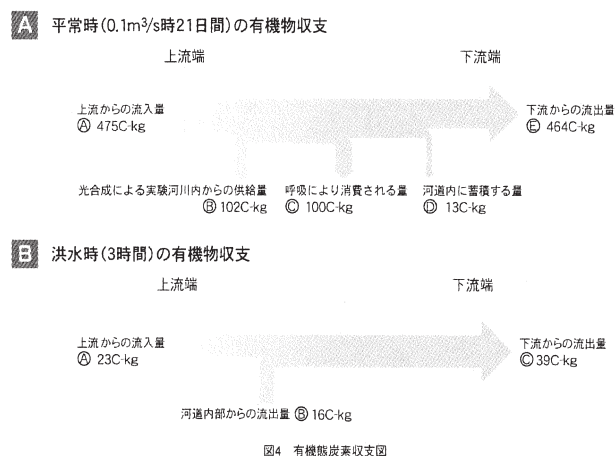 A 平常時(0.1m³/s時21日間)の有機物収支
上流端 下流端
上流からの流入量
Ⓐ 475C-kg
下流からの流出量
Ⓔ 464C-kg
光合成による実験河川内からの供給量
Ⓑ 102C-kg
呼吸により消費される量
Ⓒ 100C-kg
河道内に蓄積する量
Ⓓ 13C-kg
B 洪水時(3時間)の有機物収支
上流端 下流端
上流からの流入量
Ⓐ 23C-kg
下流からの流出量
Ⓒ 39C-kg
河道内部からの流出量 Ⓑ 16C-kg
図4 有機態炭素収支図